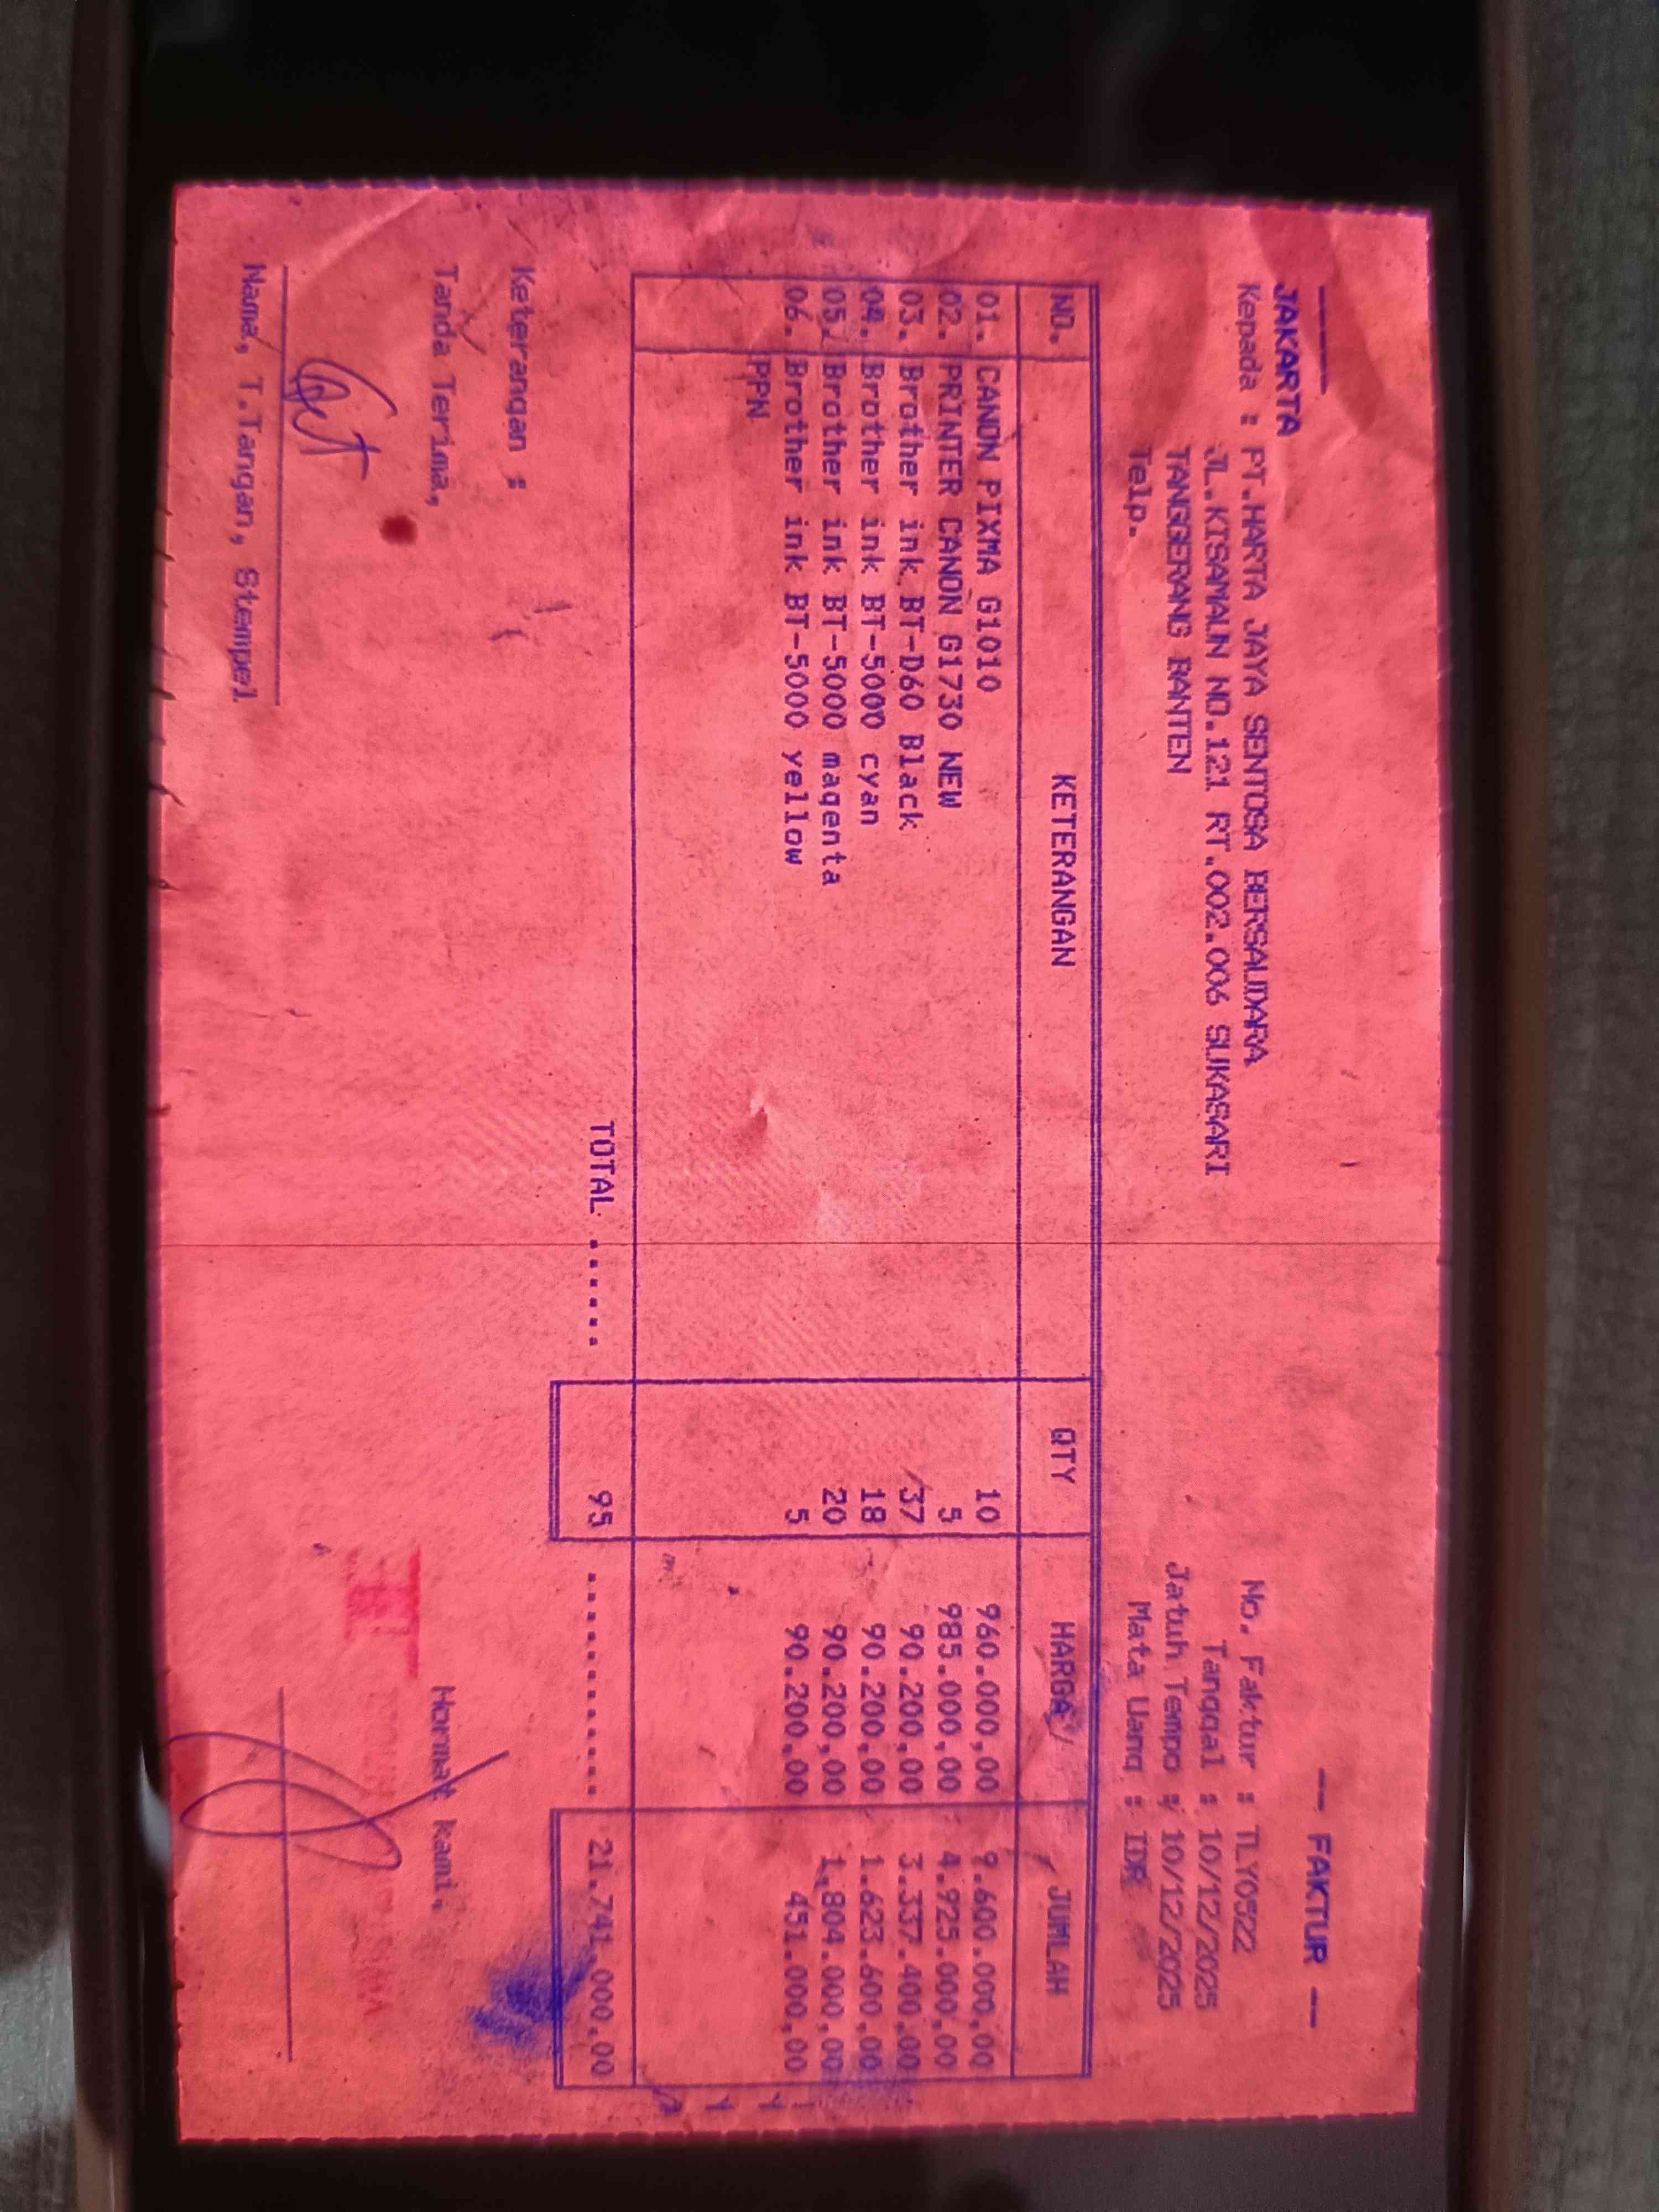 — FAKTUR —
JAKARTA
Kepada : PT.HARTA JAYA SENTOSA BERSAUDARA No. Faktur : TLY0522
JL.KISAMAUN NO.121 RT.002.006 SUKASARI Tanggal : 10/12/2025
TANGGERANG BANTEN Jatuh Tempo : 10/12/2025
Telp. Mata Uang : IDR
NO. KETERANGAN QTY HARGA JUMLAH
01. CANON PIXMA G1010 10 960.000,00 9.600.000,00
02. PRINTER CANON G1730 NEW 5 985.000,00 4.925.000,00
03. Brother ink BT-D60 Black 37 90.200,00 3.337.400,00
04. Brother ink BT-5000 cyan 18 90.200,00 1.623.600,00
05. Brother ink BT-5000 magenta 20 90.200,00 1.804.000,00
06. Brother ink BT-5000 yellow 5 90.200,00 451.000,00
PPN
TOTAL ...... 95 ............ 21.741.000,00
Keterangan :
Tanda Terima, Hormat kami,
Nama, T.Tangan, Stempel